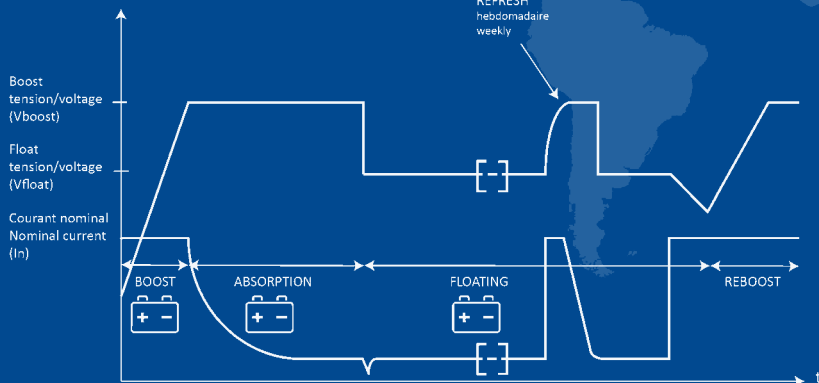 REFRESH
hebdomadaire
weekly
Boost
tension/voltage
(Vboost)
Float
tension/voltage
(Vfloat)
Courant nominal
Nominal current
(In)
BOOST
ABSORPTION
FLOATING
REBOOST
+ -
+ -
+ -
t